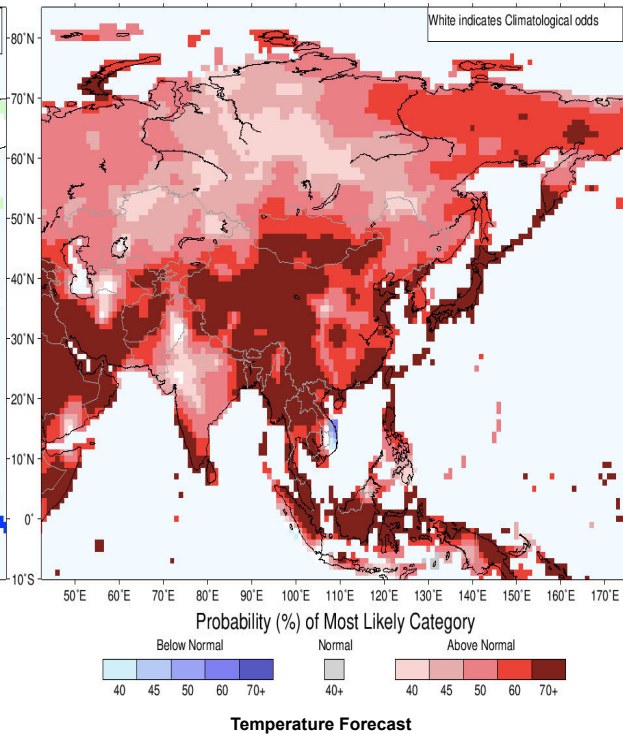 White indicates Climatological odds
80˚N
70˚N
60˚N
50˚N
40˚N
30˚N
20˚N
10˚N
0˚
10˚S
50˚E 60˚E 70˚E 80˚E 90˚E 100˚E 110˚E 120˚E 130˚E 140˚E 150˚E 160˚E 170˚E
Probability (%) of Most Likely Category
Below Normal Normal Above Normal
40 45 50 60 70+ 40+ 40 45 50 60 70+
Temperature Forecast